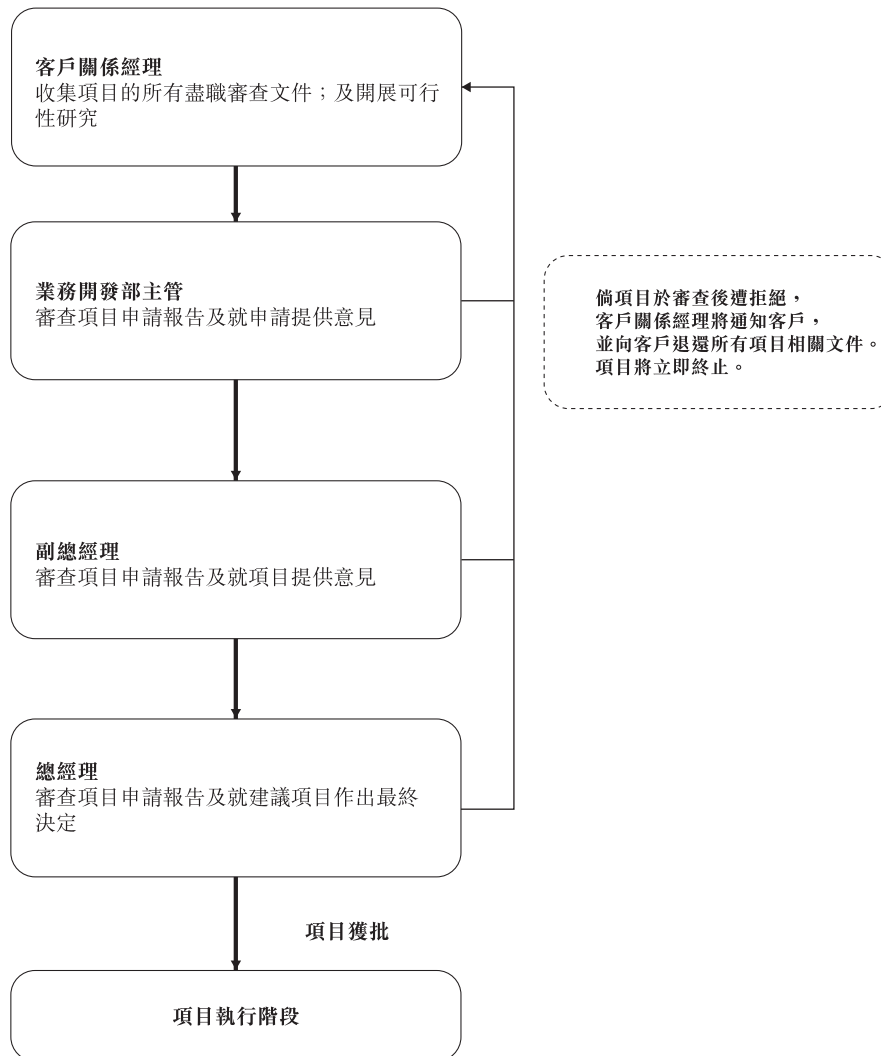 客戶關係經理
收集項目的所有盡職審查文件；及開展可行
性研究
業務開發部主管
審查項目申請報告及就申請提供意見
倘項目於審查後遭拒絕，
客戶關係經理將通知客戶，
並向客戶退還所有項目相關文件。
項目將立即終止。
副總經理
審查項目申請報告及就項目提供意見
總經理
審查項目申請報告及就建議項目作出最終
決定
項目獲批
項目執行階段